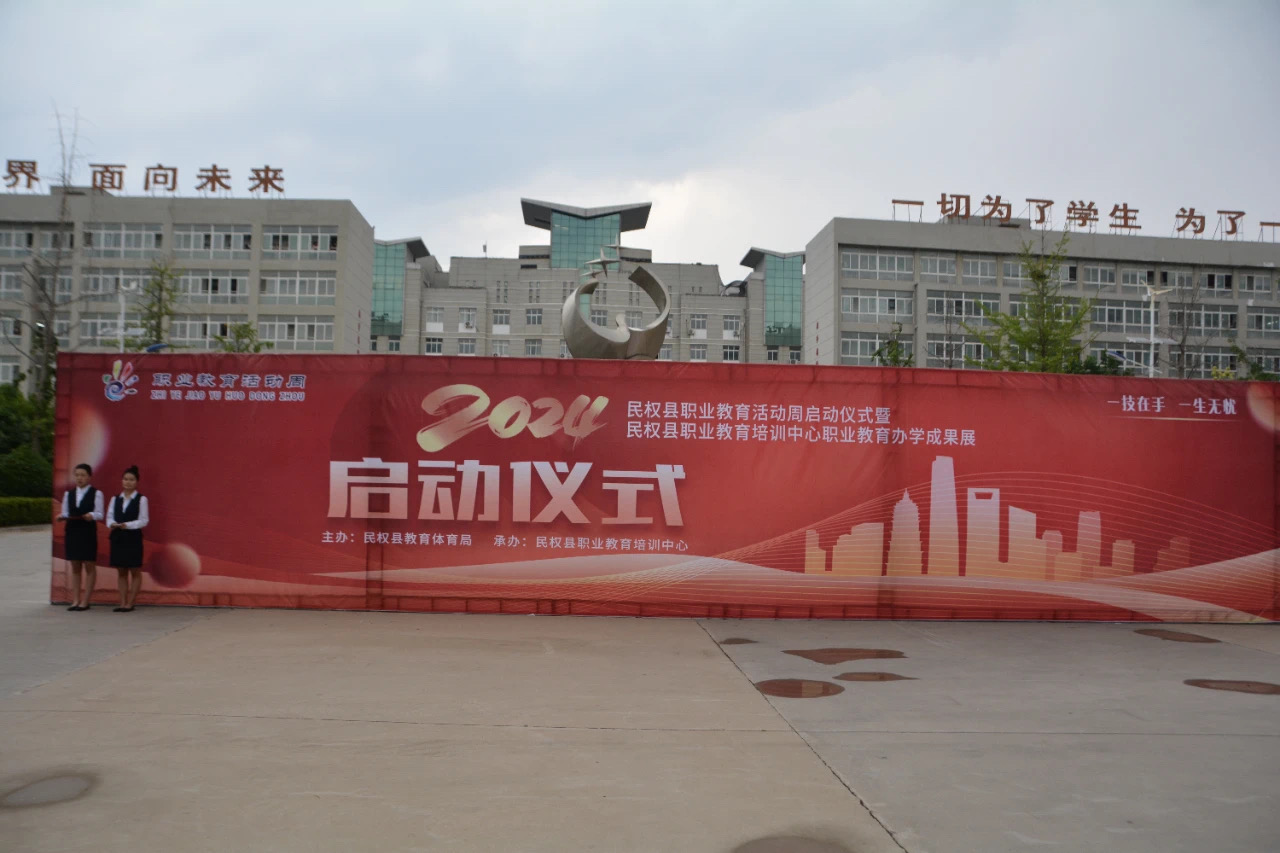 界 面向未来
一切为了学生 为了一
职业教育活动周
ZHI YE JIAO YU HUO DONG ZHOU
2024
民权县职业教育活动周启动仪式暨
民权县职业教育培训中心职业教育办学成果展
一技在手 一生无忧
启动仪式
主办：民权县教育体育局 承办：民权县职业教育培训中心